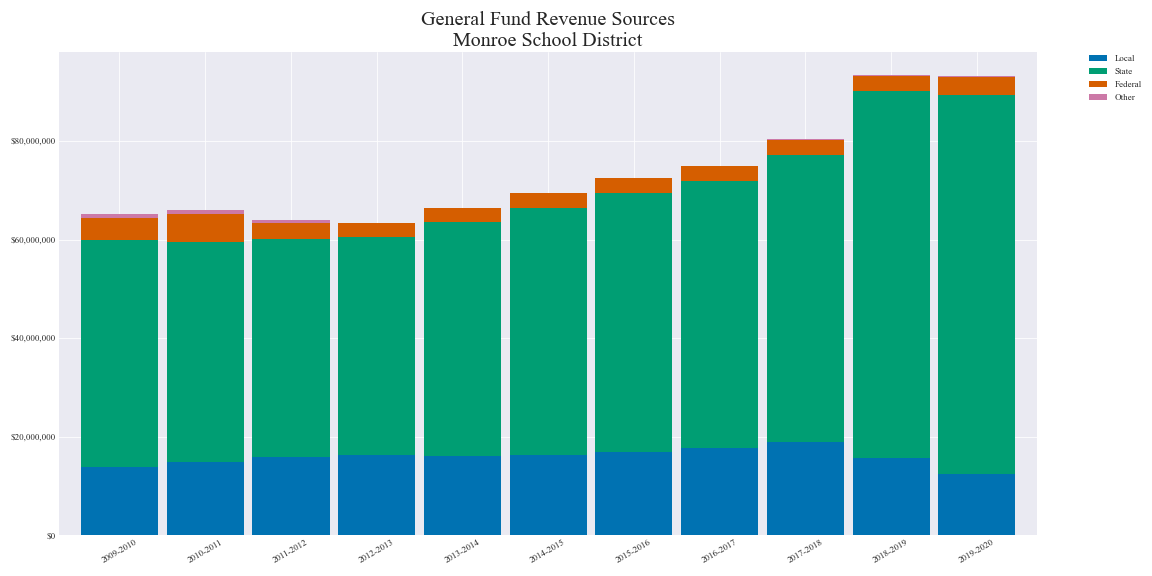 General Fund Revenue Sources
Monroe School District
Local
State
Federal
Other
$80,000,000
$60,000,000
$40,000,000
$20,000,000
$0
2009-2010
2010-2011
2011-2012
2012-2013
2013-2014
2014-2015
2015-2016
2016-2017
2017-2018
2018-2019
2019-2020